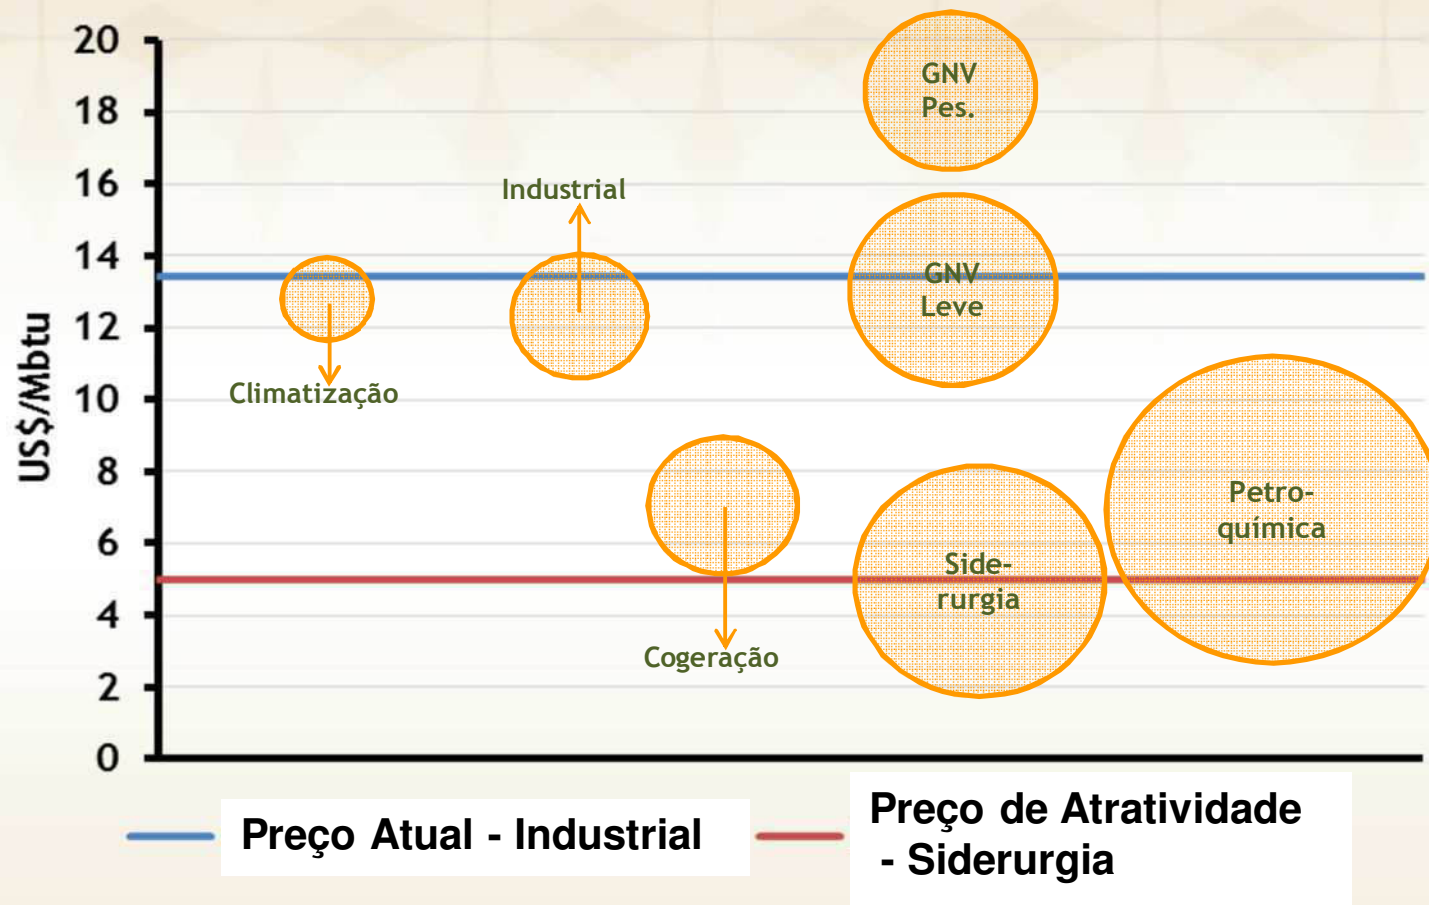 US$/Mbtu
20
18
16
14
12
10
8
6
4
2
0
GNV
Pes.
Industrial
GNV
Leve
Climatização
Petro-
química
Side-
rurgia
Cogeração
Preço Atual - Industrial
Preço de Atratividade
- Siderurgia